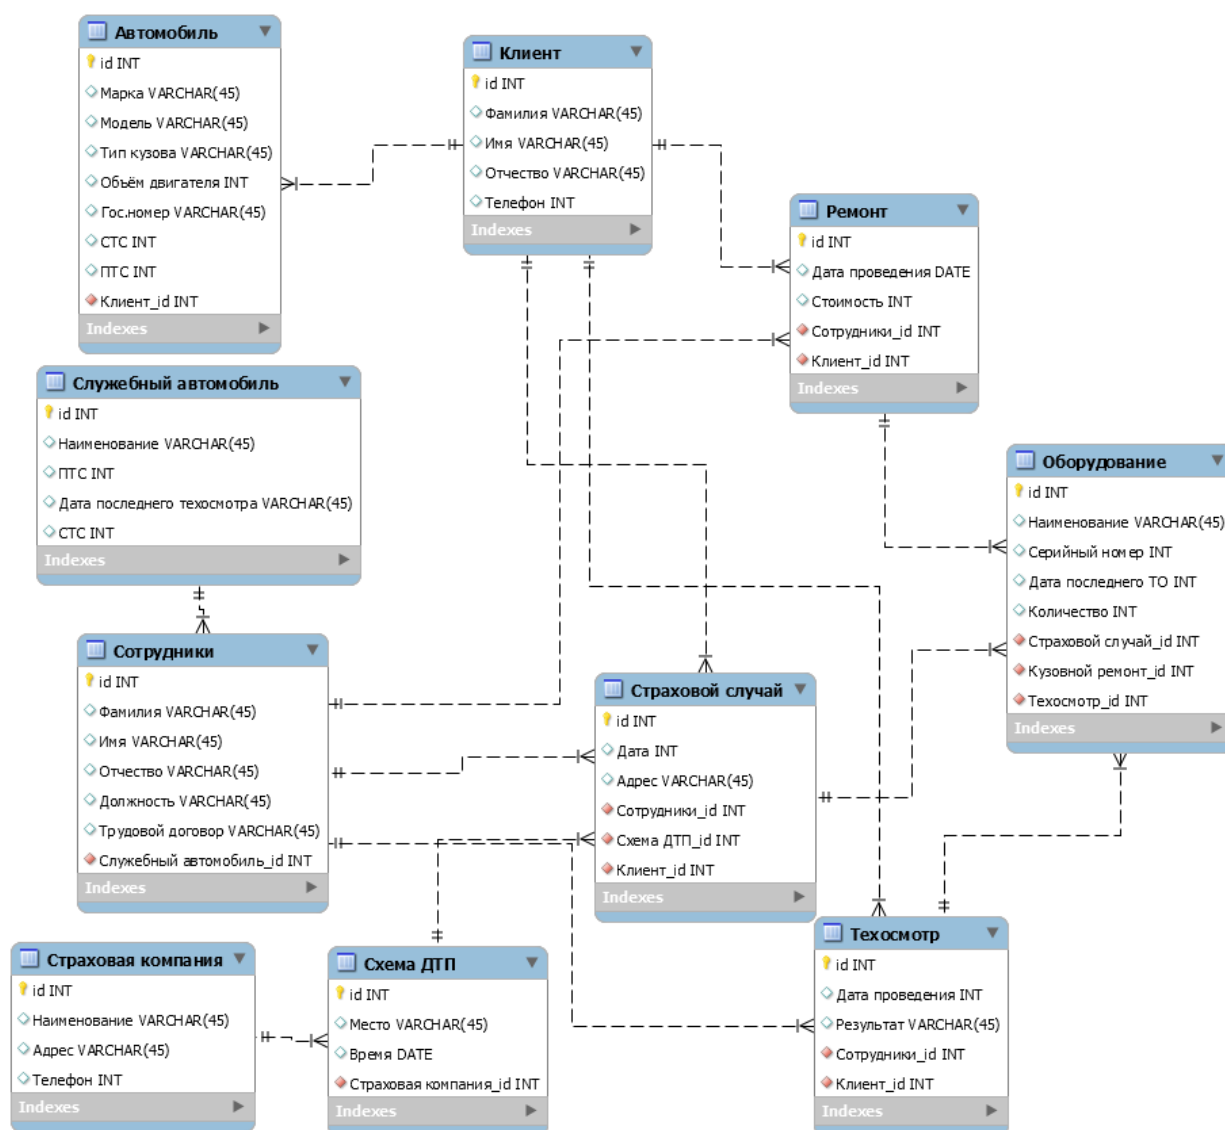 Автомобиль
id INT
Марка VARCHAR(45)
Модель VARCHAR(45)
Тип кузова VARCHAR(45)
Объём двигателя INT
Гос.номер VARCHAR(45)
СТС INT
ПТС INT
Клиент_id INT
Indexes
Клиент
id INT
Фамилия VARCHAR(45)
Имя VARCHAR(45)
Отчество VARCHAR(45)
Телефон INT
Indexes
Ремонт
id INT
Дата проведения DATE
Стоимость INT
Сотрудники_id INT
Клиент_id INT
Indexes
Служебный автомобиль
id INT
Наименование VARCHAR(45)
ПТС INT
Дата последнего техосмотра VARCHAR(45)
СТС INT
Indexes
Оборудование
id INT
Наименование VARCHAR(45)
Серийный номер INT
Дата последнего ТО INT
Количество INT
Страховой случай_id INT
Кузовной ремонт_id INT
Техосмотр_id INT
Indexes
Сотрудники
id INT
Фамилия VARCHAR(45)
Имя VARCHAR(45)
Отчество VARCHAR(45)
Должность VARCHAR(45)
Трудовой договор VARCHAR(45)
Служебный автомобиль_id INT
Indexes
Страховой случай
id INT
Дата INT
Адрес VARCHAR(45)
Сотрудники_id INT
Схема ДТП_id INT
Клиент_id INT
Indexes
Страховая компания
id INT
Наименование VARCHAR(45)
Адрес VARCHAR(45)
Телефон INT
Indexes
Схема ДТП
id INT
Место VARCHAR(45)
Время DATE
Страховая компания_id INT
Indexes
Техосмотр
id INT
Дата проведения INT
Результат VARCHAR(45)
Сотрудники_id INT
Клиент_id INT
Indexes